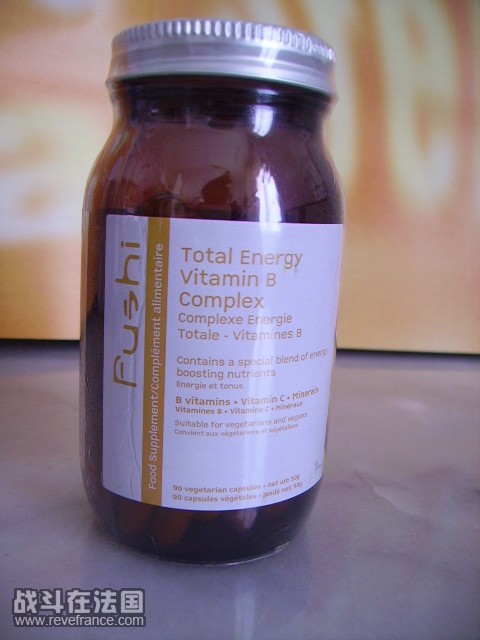 Fushi
Food Supplement/Complément alimentaire
Total Energy
Vitamin B
Complex
Complexe Energie
Totale - Vitamines B
Contains a special blend of energy
boosting nutrients
Energie et tonus
B vitamins • Vitamin C • Minerals
Vitamines B • Vitamine C • Minéraux
Suitable for vegetarians and vegans
Convient aux végétariens et végétaliens
90 vegetarian capsules • net wt: 50g
90 capsules végétales • poids net: 50g
战斗在法国
www.revefrance.com